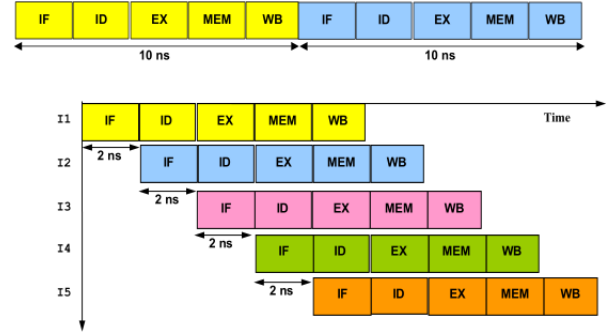 IF ID EX MEM WB IF ID EX MEM WB
10 ns 10 ns
Time
I1 IF ID EX MEM WB
2 ns
I2 IF ID EX MEM WB
2 ns
I3 IF ID EX MEM WB
2 ns
I4 IF ID EX MEM WB
2 ns
I5 IF ID EX MEM WB